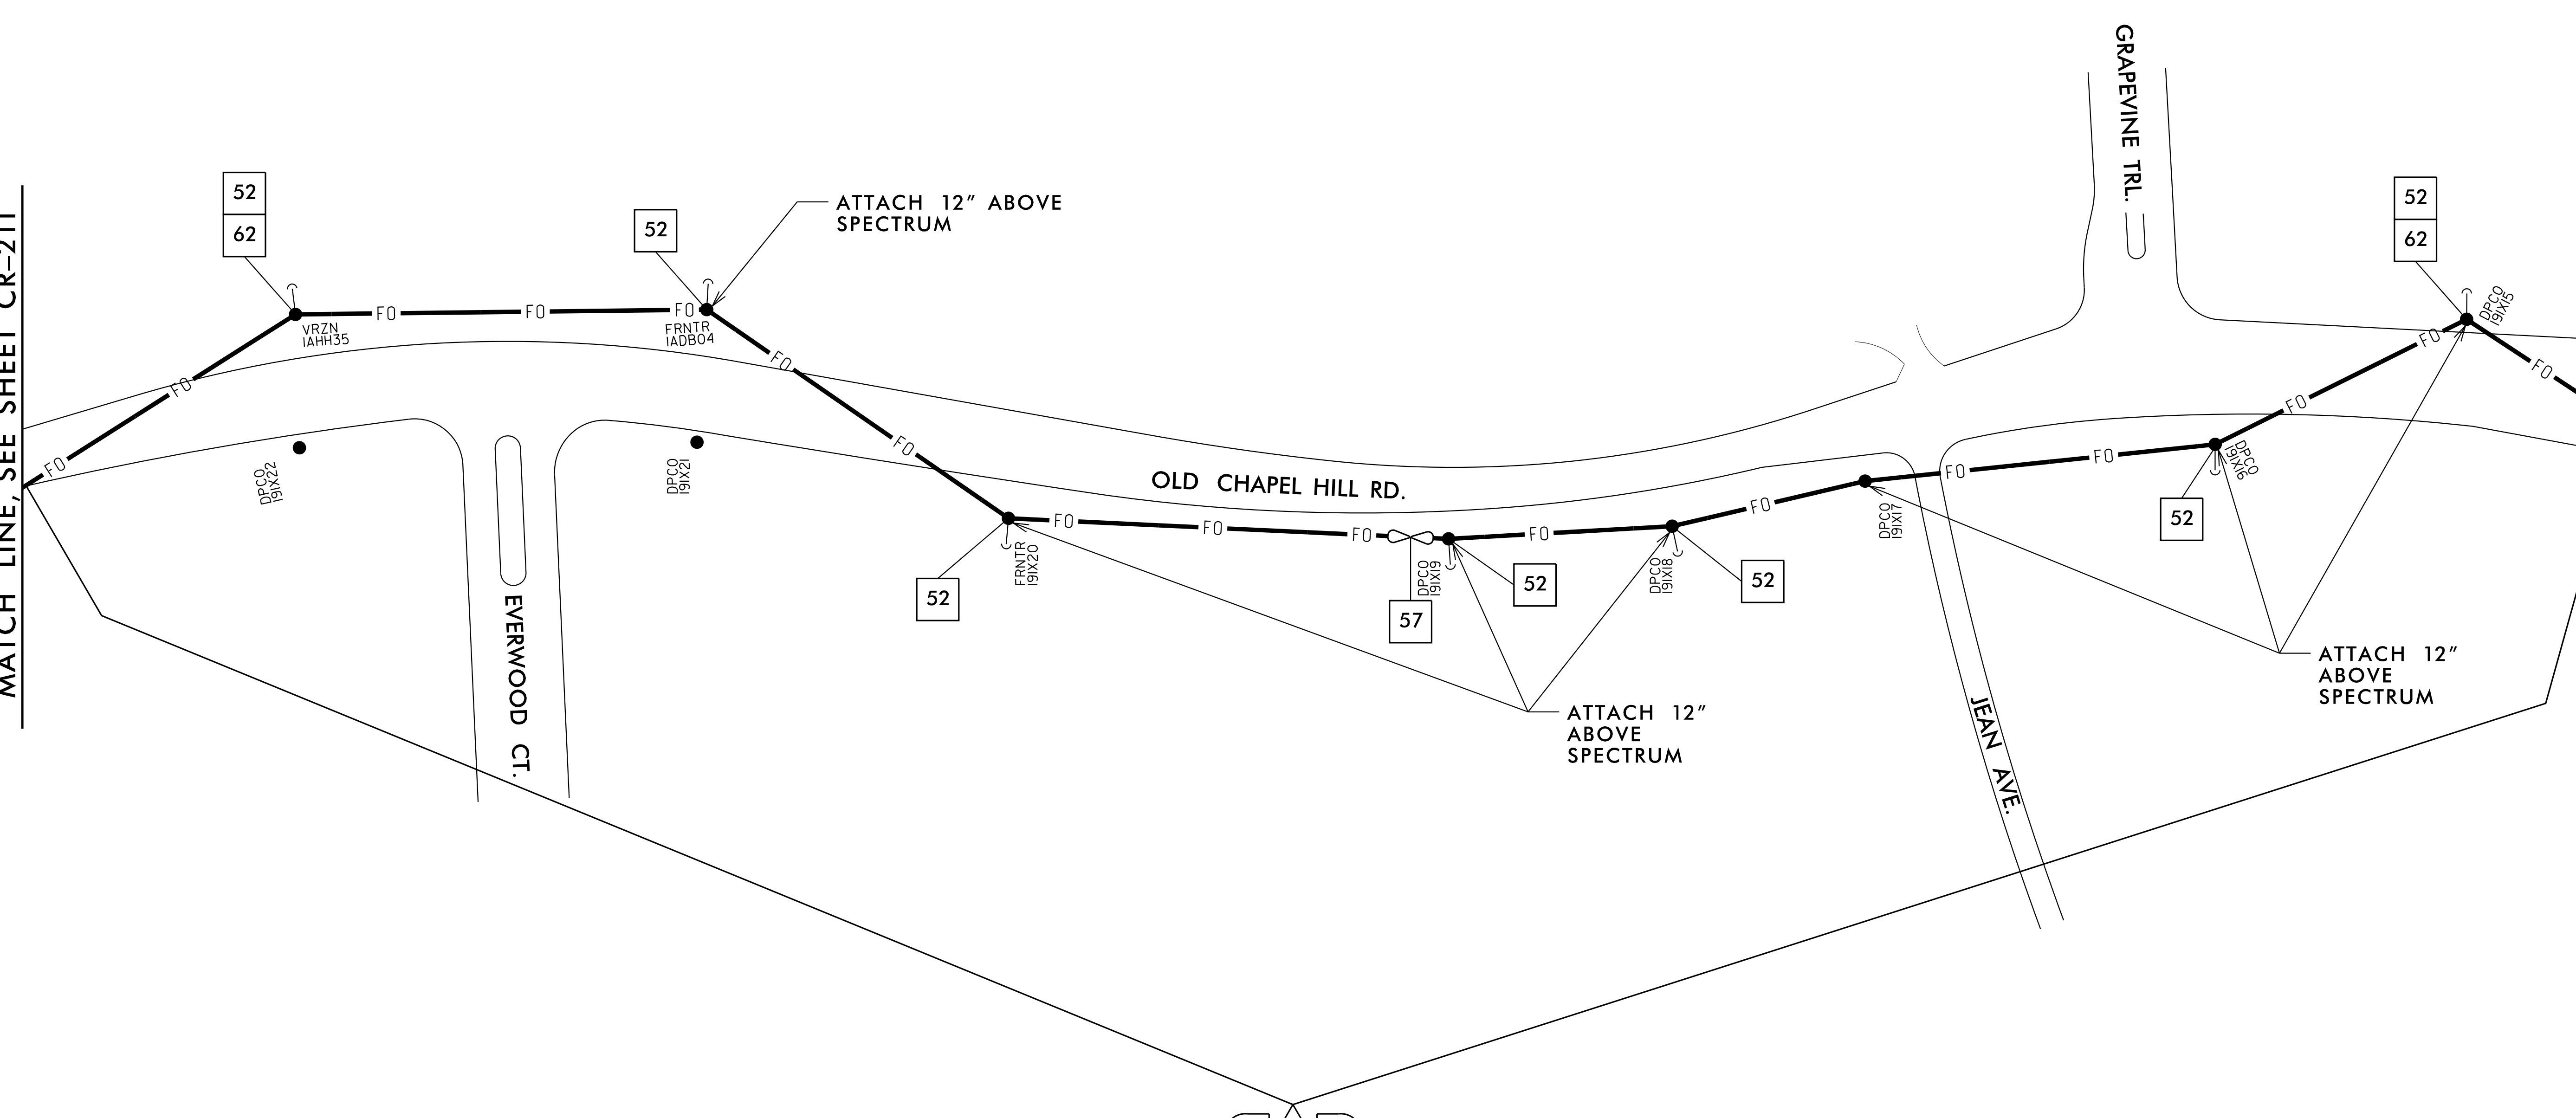 MATCH LINE, SEE SHEET CR-211
52
62
VRZN
IAHH35
FO
FO
FO
FO
FO
52
ATTACH 12" ABOVE
SPECTRUM
FRNTR
IADB04
FO
FO
DPCO
191X22
DPCO
191X21
EVERWOOD CT.
OLD CHAPEL HILL RD.
52
FRNTR
191X20
FO
FO
FO
57
DPCO
191X19
52
FO
DPCO
191X18
52
ATTACH 12"
ABOVE
SPECTRUM
FO
DPCO
191X17
FO
FO
JEAN AVE.
GRAPEVINE TRL.
52
DPCO
191X16
FO
FO
52
62
DPCO
191X15
FO
ATTACH 12"
ABOVE
SPECTRUM